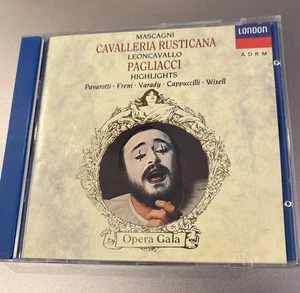 MASCAGNI
CAVALLERIA RUSTICANA
LEONCAVALLO
PAGLIACCI
HIGHLIGHTS
Pavarotti · Freni · Varady · Cappuccilli · Wixell
LONDON
ADRM
Opera Gala